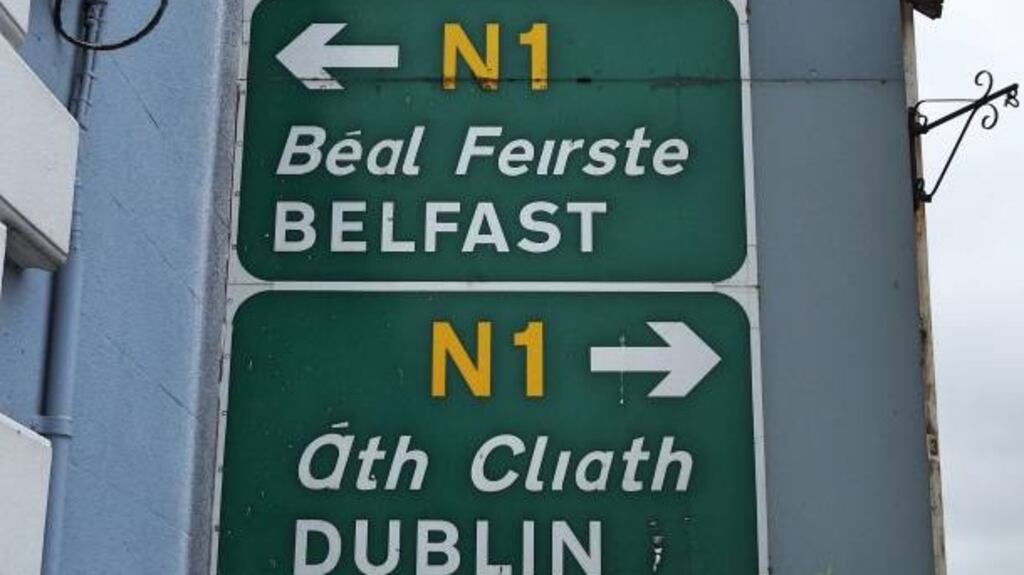 N1
Béal Feirste
BELFAST
N1
Áth Cliath
DUBLIN